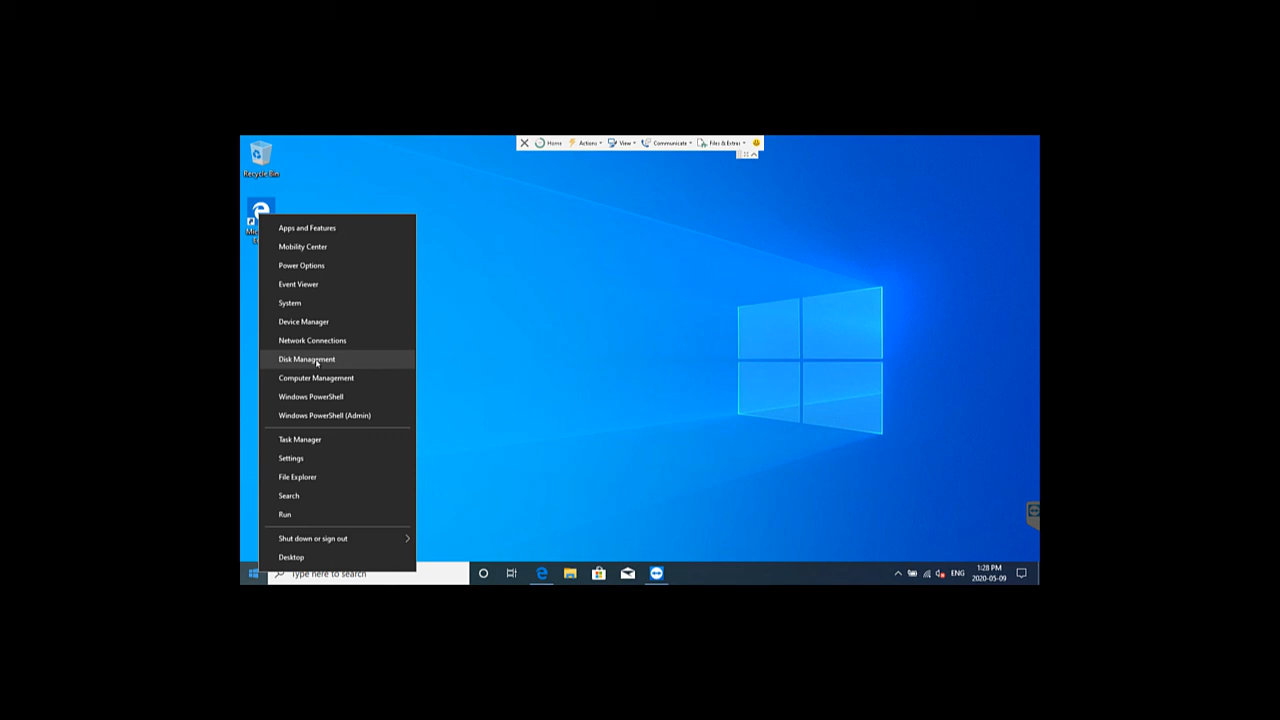 Home Actions View Communicate Files & Extras
Recycle Bin
Apps and Features
Mobility Center
Power Options
Event Viewer
System
Device Manager
Network Connections
Disk Management
Computer Management
Windows PowerShell
Windows PowerShell (Admin)
Task Manager
Settings
File Explorer
Search
Run
Shut down or sign out
Desktop
Type here to search
ENG
1:28 PM
2020-05-09